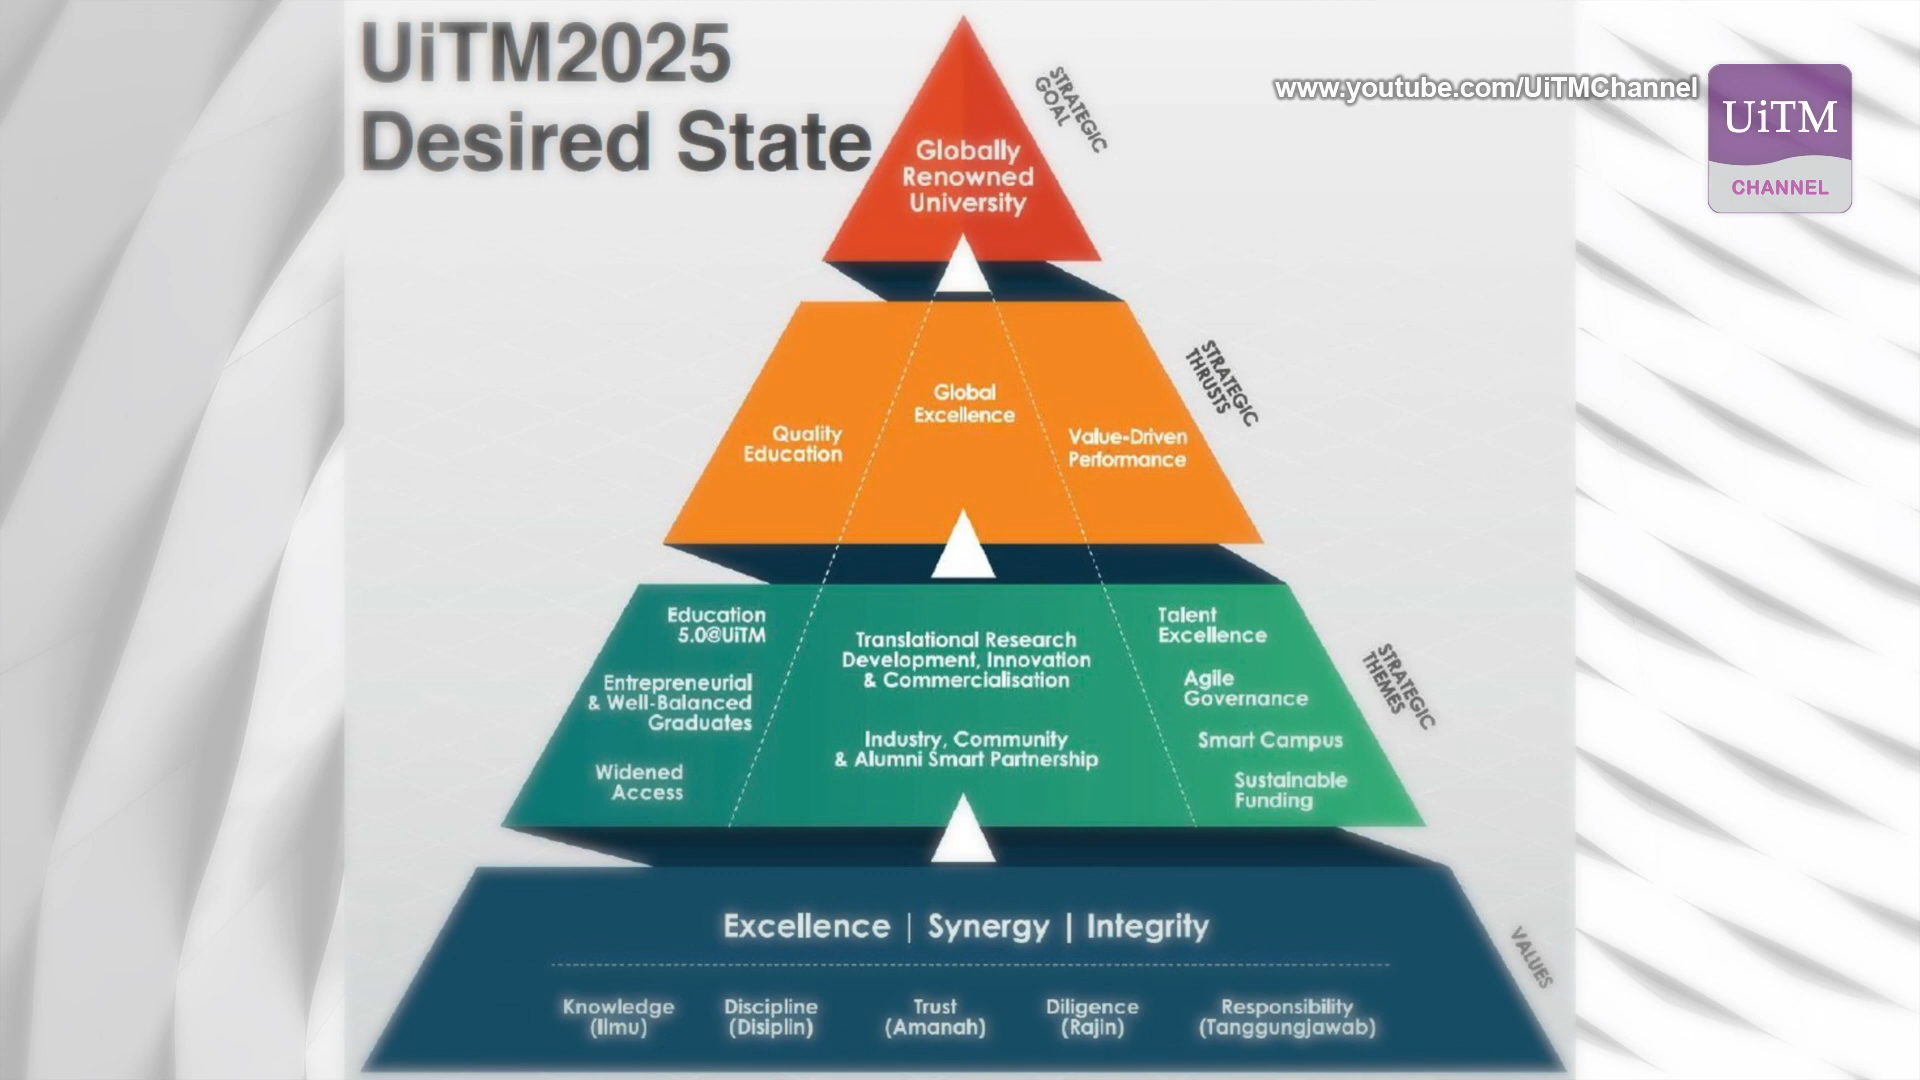 UiTM2025
Desired State
www.youtube.com/UiTMChannel
UiTM
CHANNEL
STRATEGIC
GOAL
Globally
Renowned
University
STRATEGIC
THRUSTS
Quality
Education
Global
Excellence
Value-Driven
Performance
STRATEGIC
THEMES
Education
5.0@UiTM
Entrepreneurial
& Well-Balanced
Graduates
Widened
Access
Translational Research
Development, Innovation
& Commercialisation
Industry, Community
& Alumni Smart Partnership
Talent
Excellence
Agile
Governance
Smart Campus
Sustainable
Funding
VALUES
Excellence | Synergy | Integrity
Knowledge
(Ilmu)
Discipline
(Disiplin)
Trust
(Amanah)
Diligence
(Rajin)
Responsibility
(Tanggungjawab)